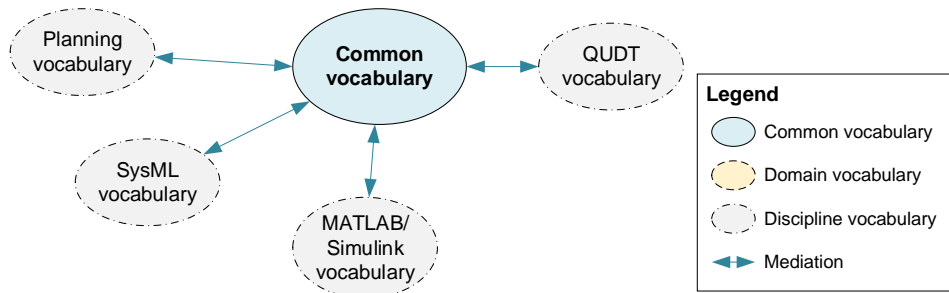 Planning
vocabulary
Common
vocabulary
QUDT
vocabulary
SysML
vocabulary
MATLAB/
Simulink
vocabulary
Legend
Common vocabulary
Domain vocabulary
Discipline vocabulary
Mediation